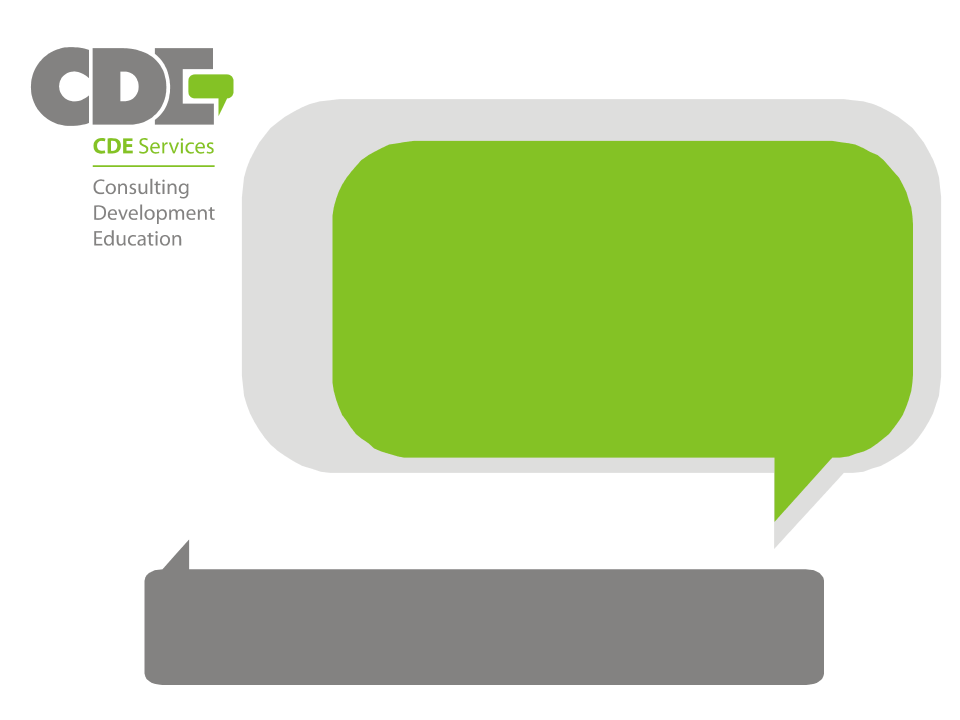 CDE
CDE Services
Consulting
Development
Education